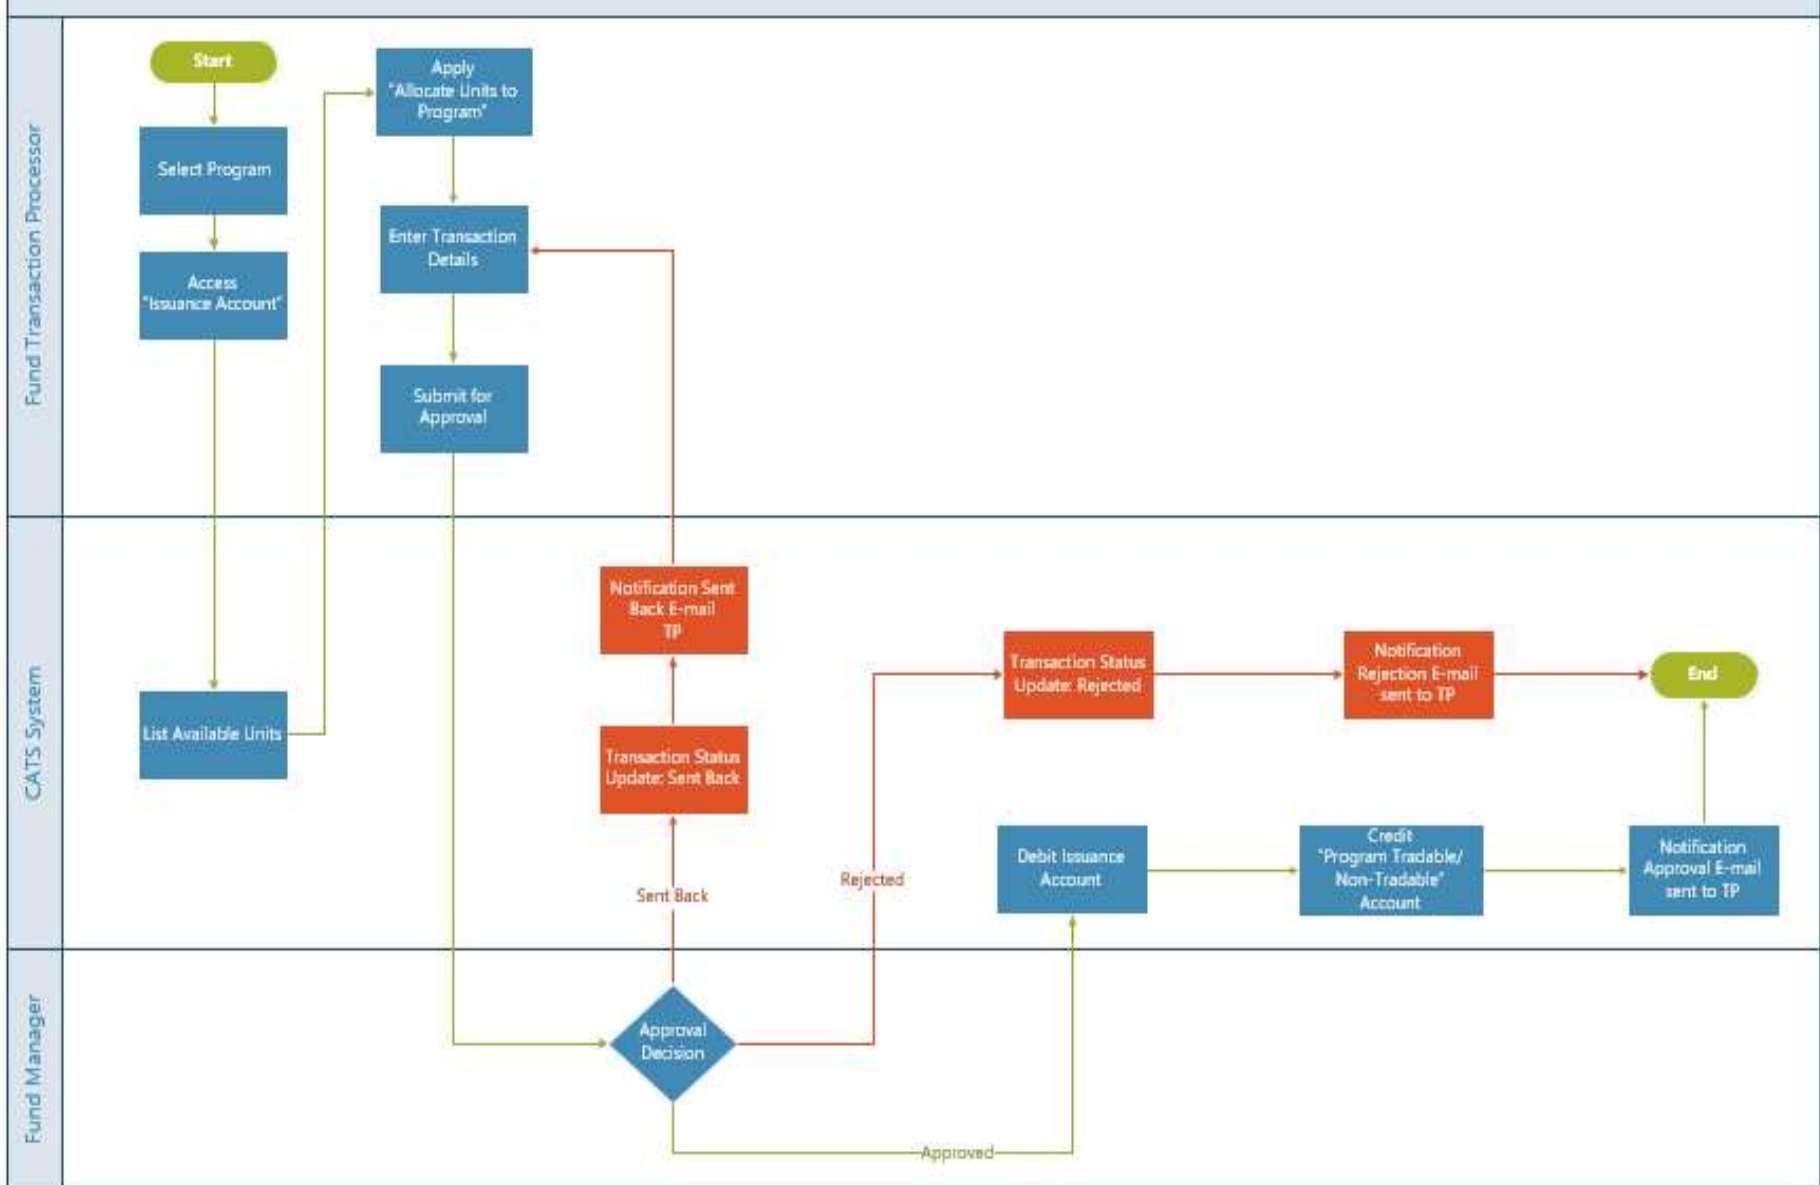 Fund Transaction Processor
Start
Select Program
Access
"Issuance Account"
Apply
"Allocate Units to
Program"
Enter Transaction
Details
Submit for
Approval
CATS System
List Available Units
Notification Sent
Back E-mail
TP
Transaction Status
Update: Sent Back
Sent Back
Rejected
Transaction Status
Update: Rejected
Notification
Rejection E-mail
sent to TP
End
Debit Issuance
Account
Credit
"Program Tradable/
Non-Tradable"
Account
Notification
Approval E-mail
sent to TP
Fund Manager
Approval
Decision
Approved